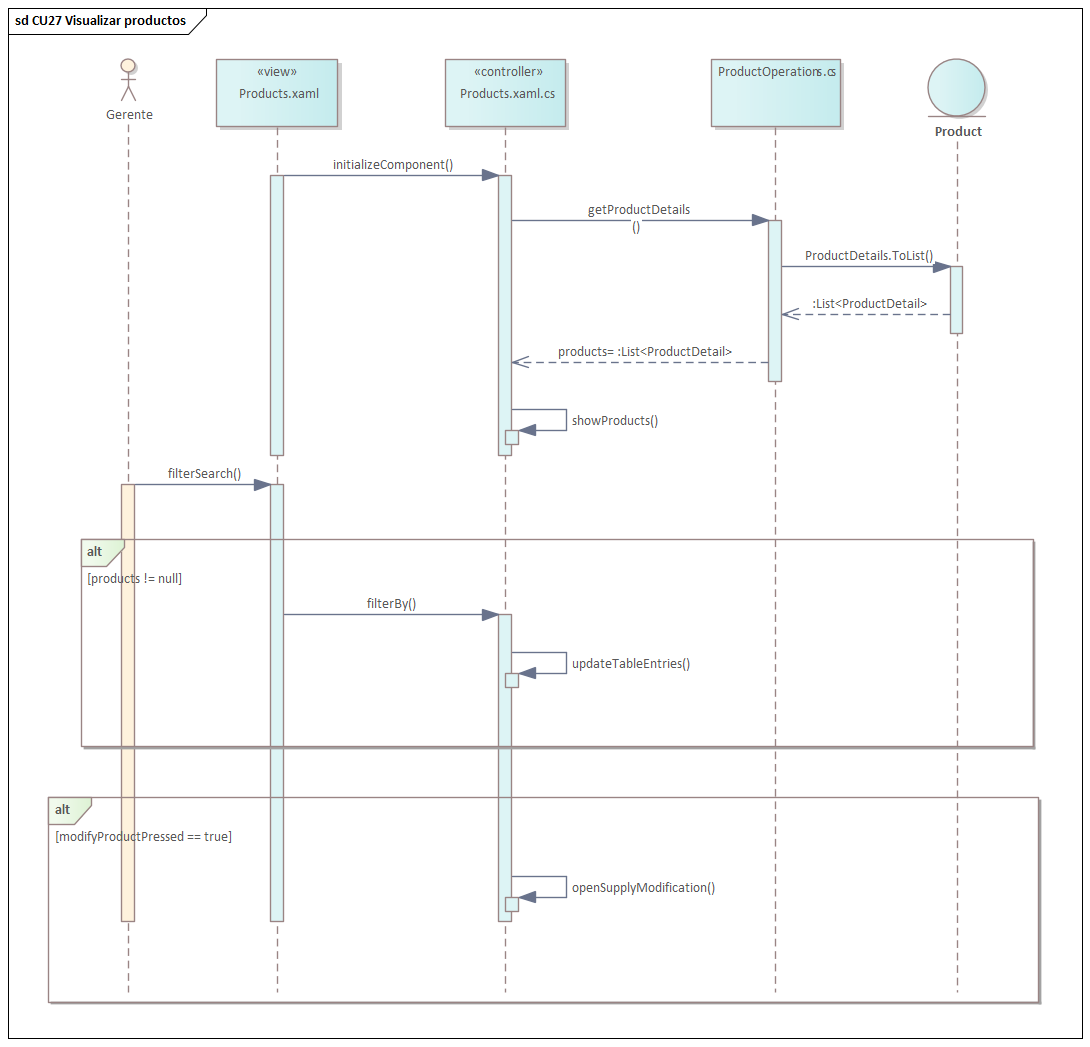 sd CU27 Visualizar productos
Gerente
«view»
Products.xaml
«controller»
Products.xaml.cs
ProductOperations.cs
Product
initializeComponent()
getProductDetails
()
ProductDetails.ToList()
:List<ProductDetail>
products= :List<ProductDetail>
showProducts()
filterSearch()
alt
[products != null]
filterBy()
updateTableEntries()
alt
[modifyProductPressed == true]
openSupplyModification()